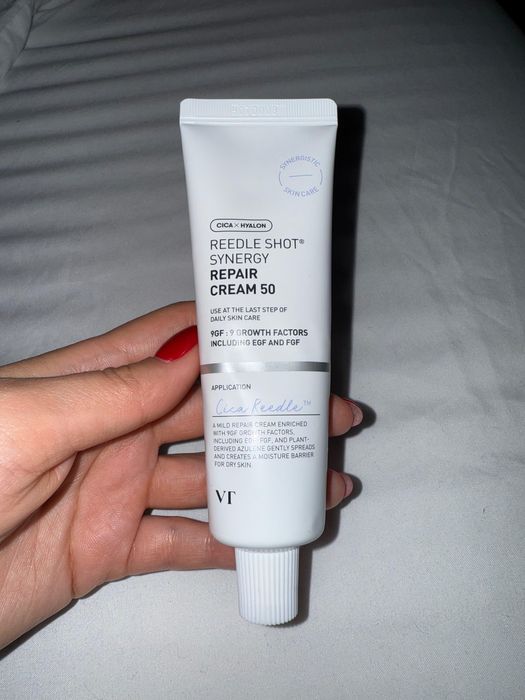 SYNERGISTIC
SKIN CARE
CICA × HYALON
REEDLE SHOT®
SYNERGY
REPAIR
CREAM 50
USE AT THE LAST STEP OF
DAILY SKIN CARE
9GF : 9 GROWTH FACTORS
INCLUDING EGF AND FGF
APPLICATION
Cica Reedle™
A MILD REPAIR CREAM ENRICHED
WITH 9GF GROWTH FACTORS,
INCLUDING EGF, FGF, AND PLANT-
DERIVED AZULENE GENTLY SPREADS
AND CREATES A MOISTURE BARRIER
FOR DRY SKIN.
VT